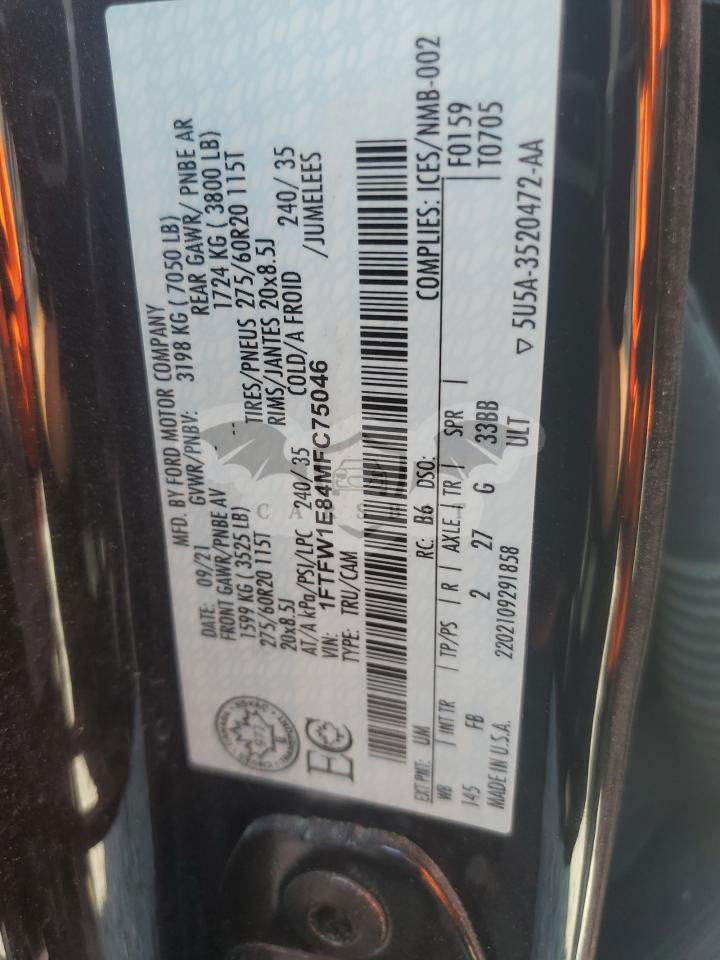 MFD. BY FORD MOTOR COMPANY
DATE: 09/21 GVWR/PNBV: 3198 KG ( 7050 LB)
FRONT GAWR/PNBE AV REAR GAWR/ PNBE AR
1599 KG ( 3525 LB) -- 1724 KG ( 3800 LB)
275/60R20 115T TIRES/PNEUS 275/60R20 115T
20x8.5J RIMS/JANTES 20x8.5J
AT/A kPa/PSI/LPC 240/ 35 COLD/A FROID 240/ 35
VIN: 1FTFW1E84MFC75046 /JUMELEES
TYPE: TRU/CAM
EC
COMPLIES: ICES/NMB-002
EXT PNT: UM RC: B6 DSO: F0159
WB INT TR TP/PS R AXLE TR SPR T0705
145 FB 2 27 G 33BB
ULT
2202109291858
MADE IN U.S.A.
▽ 5U5A-3520472-AA